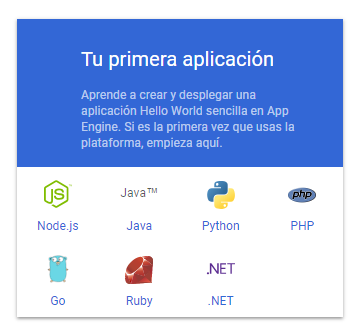 Tu primera aplicación
Aprende a crear y desplegar una
aplicación Hello World sencilla en App
Engine. Si es la primera vez que usas la
plataforma, empieza aquí.
JS Java™ php
Node.js Java Python PHP
.NET
Go Ruby .NET